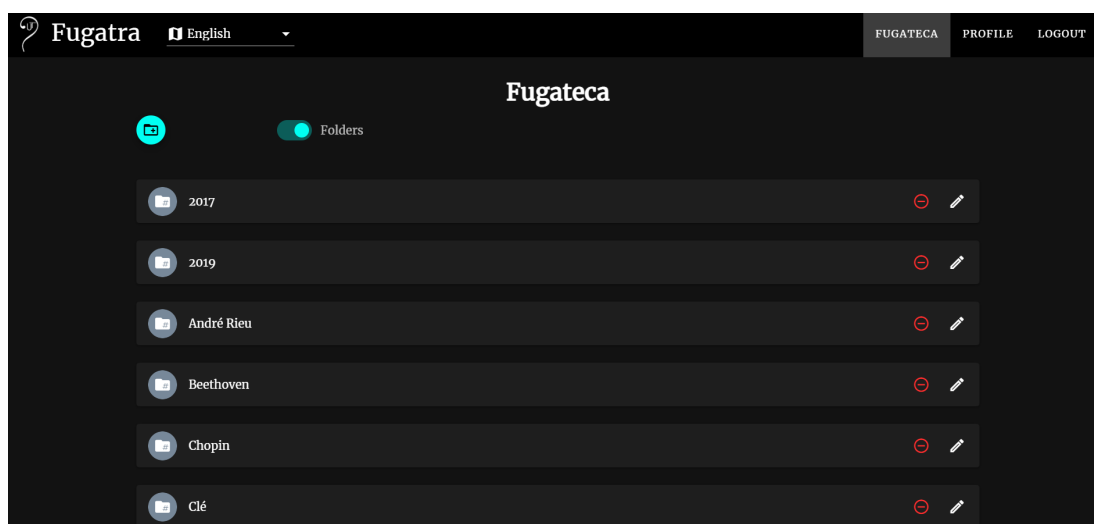 Fugatra English FUGATECA PROFILE LOGOUT
Fugateca
Folders
2017
2019
André Rieu
Beethoven
Chopin
Clé